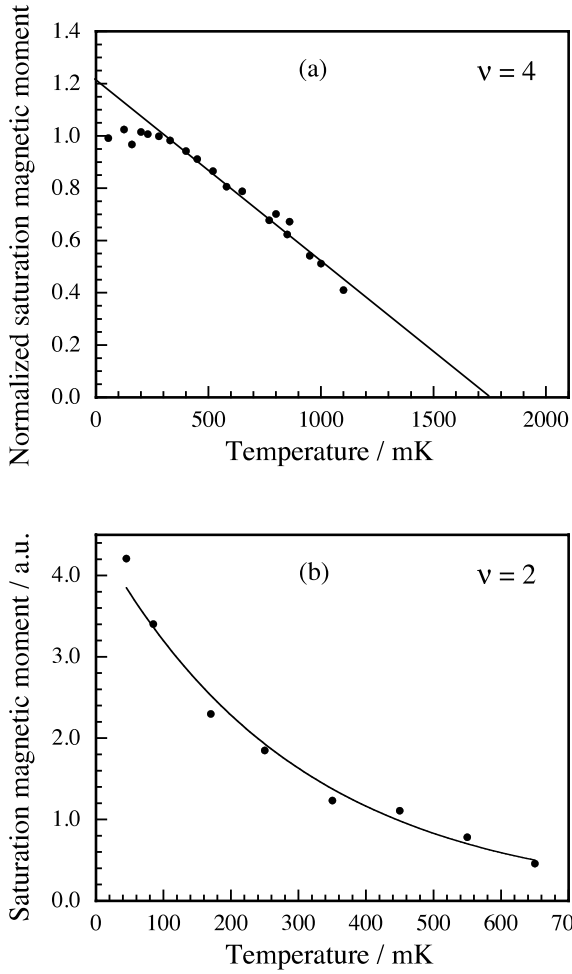 1.4
(a)
ν = 4
1.2
1.0
0.8
0.6
0.4
0.2
0.0
Normalized saturation magnetic moment
0 500 1000 1500 2000
Temperature / mK
(b)
ν = 2
4.0
3.0
2.0
1.0
0.0
Saturation magnetic moment / a.u.
0 100 200 300 400 500 600 70
Temperature / mK